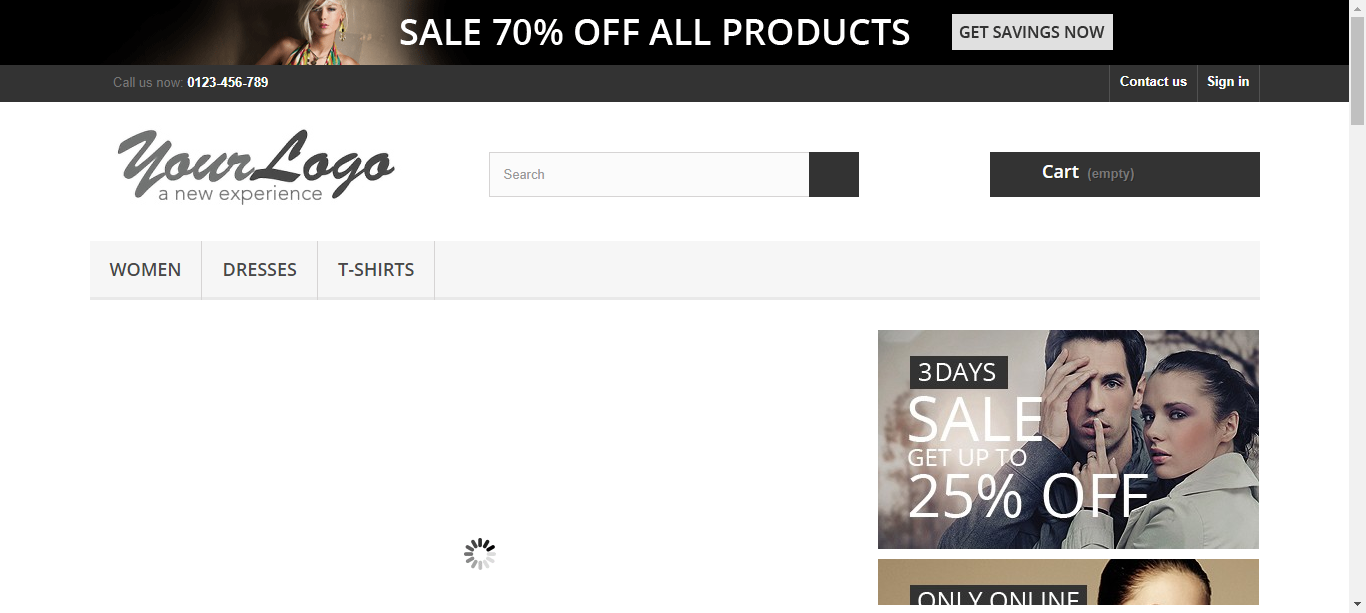 SALE 70% OFF ALL PRODUCTS
GET SAVINGS NOW
Call us now: 0123-456-789
Contact us
Sign in
YourLogo
a new experience
Search
Cart (empty)
WOMEN
DRESSES
T-SHIRTS
3 DAYS
SALE
GET UP TO
25% OFF
ONLY ONLINE